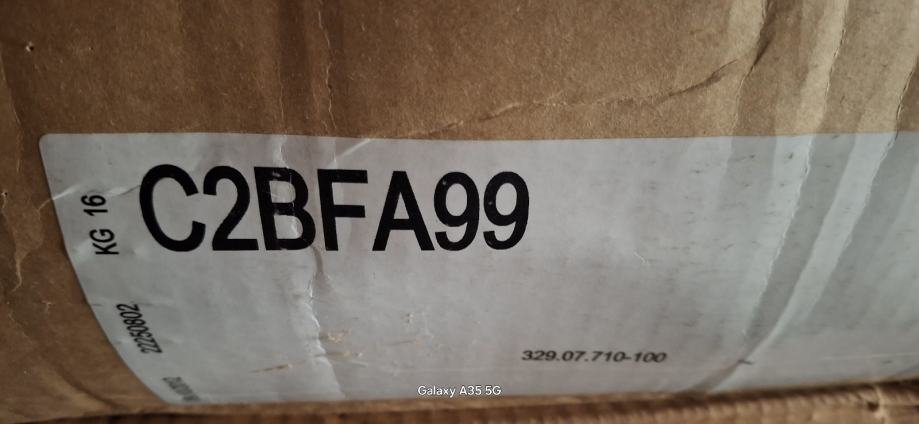 C2BFA99
KG 16
22250802
329.07.710-100
Galaxy A35 5G